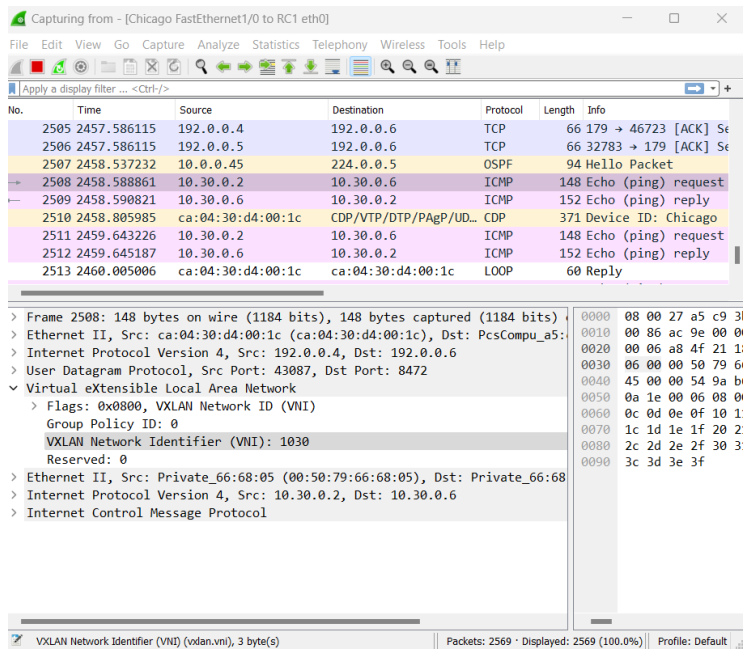 Capturing from - [Chicago FastEthernet1/0 to RC1 eth0]
File Edit View Go Capture Analyze Statistics Telephony Wireless Tools Help
Apply a display filter ... <Ctrl-/>
No. Time Source Destination Protocol Length Info
2505 2457.586115 192.0.0.4 192.0.0.6 TCP 66 179 → 46723 [ACK] Se
2506 2457.586115 192.0.0.5 192.0.0.6 TCP 66 32783 → 179 [ACK] Se
2507 2458.537232 10.0.0.45 224.0.0.5 OSPF 94 Hello Packet
2508 2458.588861 10.30.0.2 10.30.0.6 ICMP 148 Echo (ping) request
2509 2458.590821 10.30.0.6 10.30.0.2 ICMP 152 Echo (ping) reply
2510 2458.805985 ca:04:30:d4:00:1c CDP/VTP/DTP/PAgP/UD… CDP 371 Device ID: Chicago
2511 2459.643226 10.30.0.2 10.30.0.6 ICMP 148 Echo (ping) request
2512 2459.645187 10.30.0.6 10.30.0.2 ICMP 152 Echo (ping) reply
2513 2460.005006 ca:04:30:d4:00:1c ca:04:30:d4:00:1c LOOP 60 Reply
Frame 2508: 148 bytes on wire (1184 bits), 148 bytes captured (1184 bits)
Ethernet II, Src: ca:04:30:d4:00:1c (ca:04:30:d4:00:1c), Dst: PcsCompu_a5:
Internet Protocol Version 4, Src: 192.0.0.4, Dst: 192.0.0.6
User Datagram Protocol, Src Port: 43087, Dst Port: 8472
Virtual eXtensible Local Area Network
Flags: 0x0800, VXLAN Network ID (VNI)
Group Policy ID: 0
VXLAN Network Identifier (VNI): 1030
Reserved: 0
Ethernet II, Src: Private_66:68:05 (00:50:79:66:68:05), Dst: Private_66:68
Internet Protocol Version 4, Src: 10.30.0.2, Dst: 10.30.0.6
Internet Control Message Protocol
0000 08 00 27 a5 c9 3
0010 00 86 ac 9e 00 0
0020 00 06 a8 4f 21 18
0030 06 00 00 50 79 6
0040 45 00 00 54 9a b
0050 0a 1e 00 06 08 0
0060 0c 0d 0e 0f 10 1
0070 1c 1d 1e 1f 20 2
0080 2c 2d 2e 2f 30 3
0090 3c 3d 3e 3f
VXLAN Network Identifier (VNI) (vxlan.vni), 3 byte(s) Packets: 2569 · Displayed: 2569 (100.0%) Profile: Default